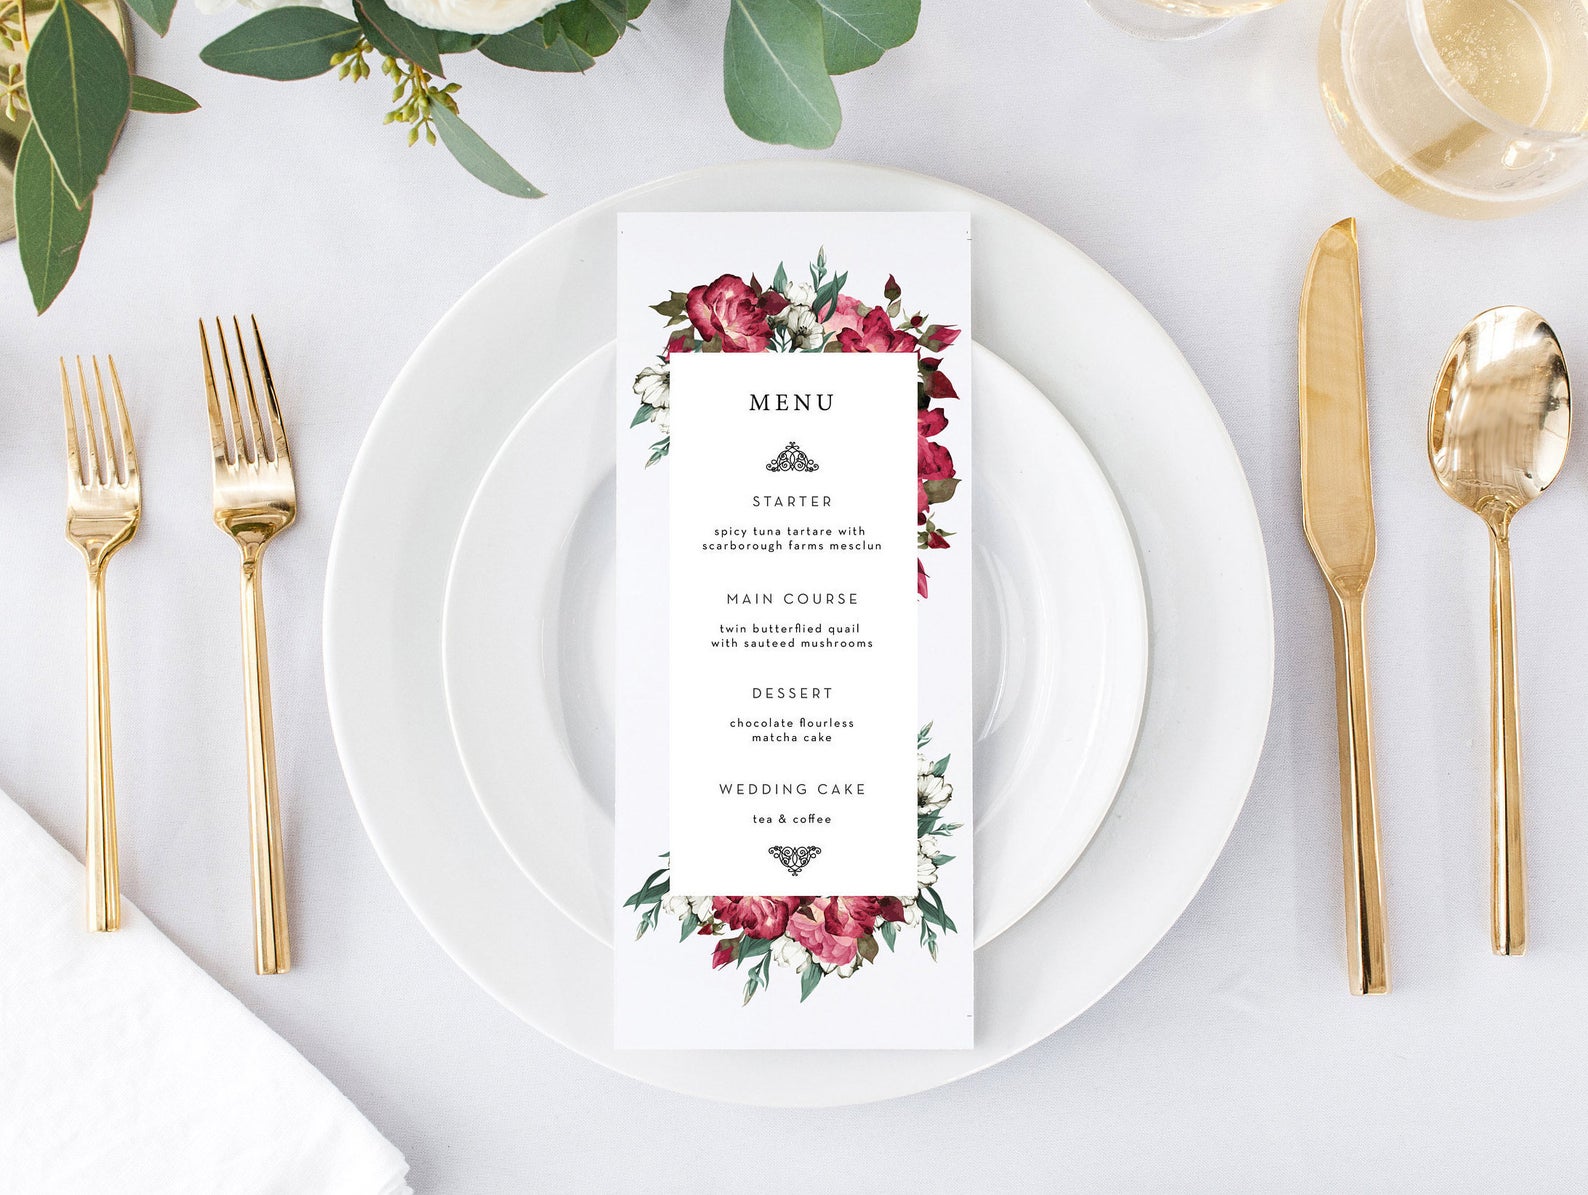 MENU
STARTER
spicy tuna tartare with
scarborough farms mesclun
MAIN COURSE
twin butterflied quail
with sauteed mushrooms
DESSERT
chocolate flourless
matcha cake
WEDDING CAKE
tea & coffee